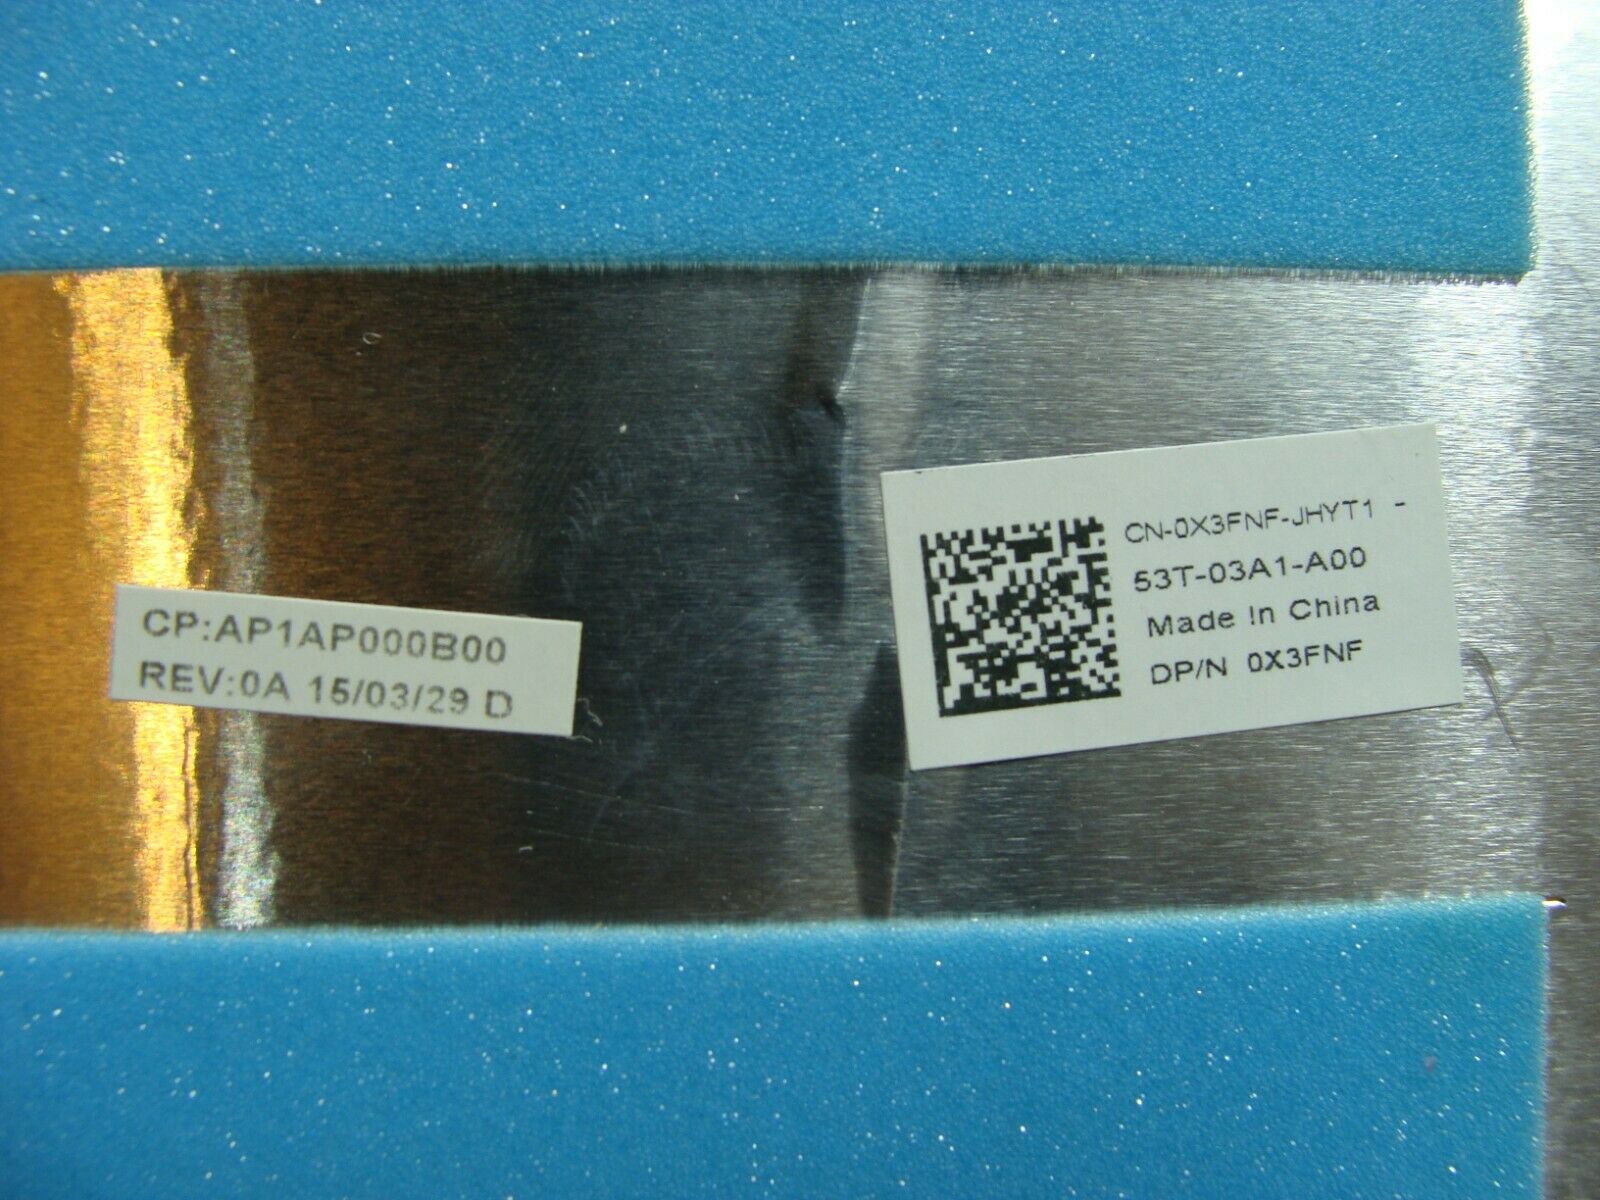 CP:AP1AP000B00
REV:0A 15/03/29 D
CN-0X3FNF-JHYT1 -
53T-03A1-A00
Made In China
DP/N 0X3FNF